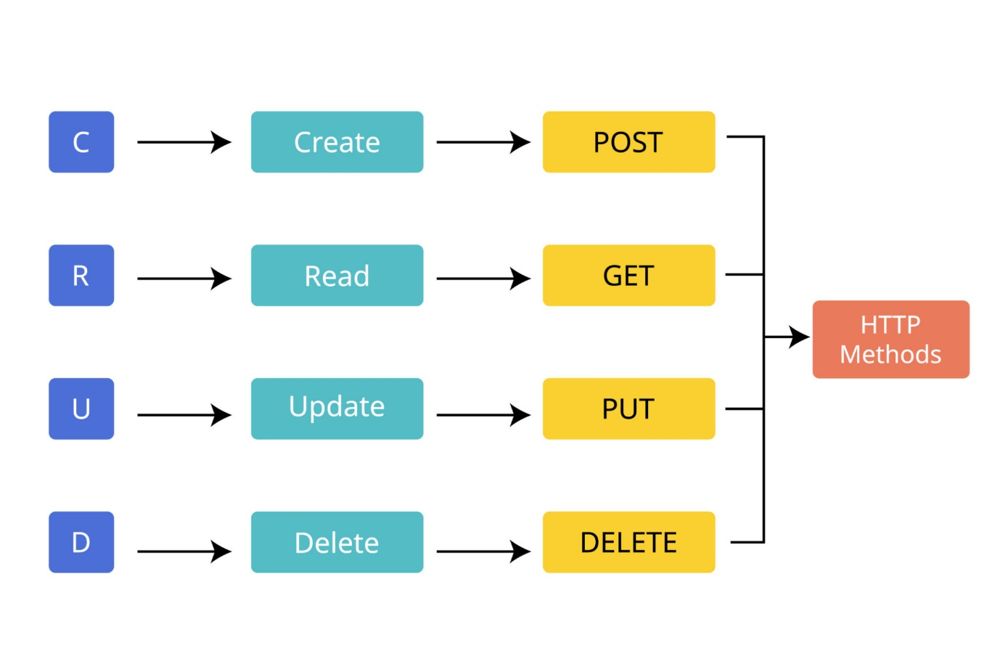 C
Create
POST
R
Read
GET
HTTP
Methods
U
Update
PUT
D
Delete
DELETE